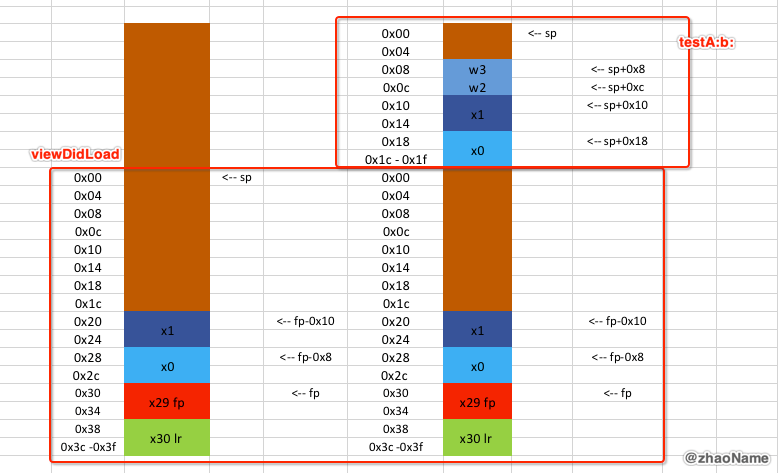 0x00 <-- sp
testA:b:
0x04
0x08 w3 <-- sp+0x8
0x0c w2 <-- sp+0xc
0x10 <-- sp+0x10
x1
0x14
0x18 <-- sp+0x18
x0
0x1c - 0x1f
viewDidLoad
0x00 <-- sp 0x00
0x04 0x04
0x08 0x08
0x0c 0x0c
0x10 0x10
0x14 0x14
0x18 0x18
0x1c 0x1c
0x20 <-- fp-0x10 0x20 <-- fp-0x10
x1 x1
0x24 0x24
0x28 <-- fp-0x8 0x28 <-- fp-0x8
x0 x0
0x2c 0x2c
0x30 <-- fp 0x30 <-- fp
x29 fp x29 fp
0x34 0x34
0x38 0x38
x30 lr x30 lr
0x3c -0x3f 0x3c -0x3f
@zhaoName